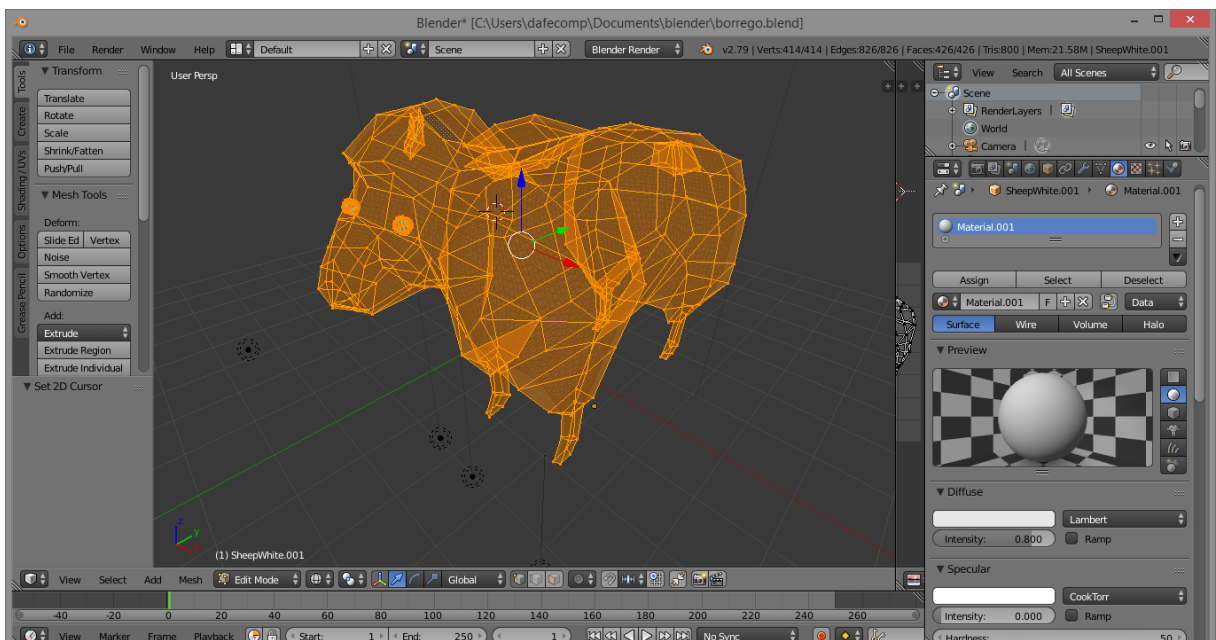 Blender* [C:\Users\dafecomp\Documents\blender\borrego.blend]
File Render Window Help Default Scene Blender Render v2.79 | Verts:414/414 | Edges:826/826 | Faces:426/426 | Tris:800 | Mem:21.58M | SheepWhite.001
Tools
Create
Shading / UVs
Options
Grease Pencil
Transform
Translate
Rotate
Scale
Shrink/Fatten
Push/Pull
Mesh Tools
Deform:
Slide Ed Vertex
Noise
Smooth Vertex
Randomize
Add:
Extrude
Extrude Region
Extrude Individual
Set 2D Cursor
User Persp
z
y
x
(1) SheepWhite.001
View Select Add Mesh Edit Mode Global
-40 -20 0 20 40 60 80 100 120 140 160 180 200 220 240 260
View Marker Frame Playback Start: 1 End: 250 1 No Sync
View Search All Scenes
Scene
RenderLayers |
World
Camera |
SheepWhite.001 Material.001
Material.001
Assign Select Deselect
Material.001 F Data
Surface Wire Volume Halo
Preview
Diffuse
Lambert
Intensity: 0.800 Ramp
Specular
CookTorr
Intensity: 0.000 Ramp
Hardness: 50